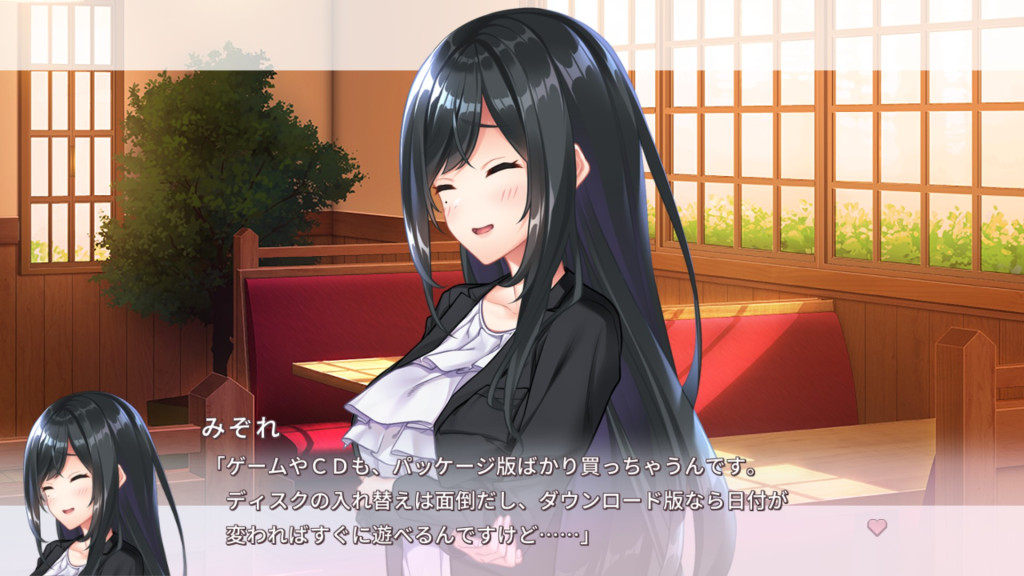 みぞれ
「ゲームやＣＤも、パッケージ版ばかり買っちゃうんです。
ディスクの入れ替えは面倒だし、ダウンロード版なら日付が
変わればすぐに遊べるんですけど……」